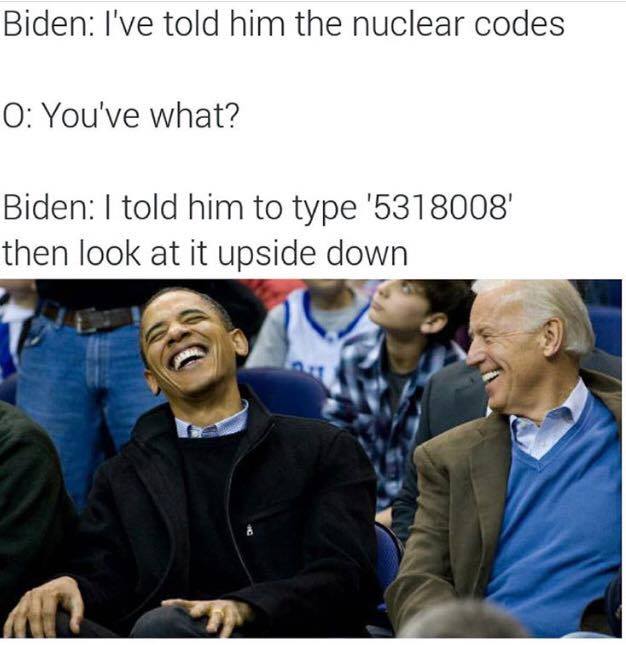 Biden: I've told him the nuclear codes
O: You've what?
Biden: I told him to type '5318008'
then look at it upside down